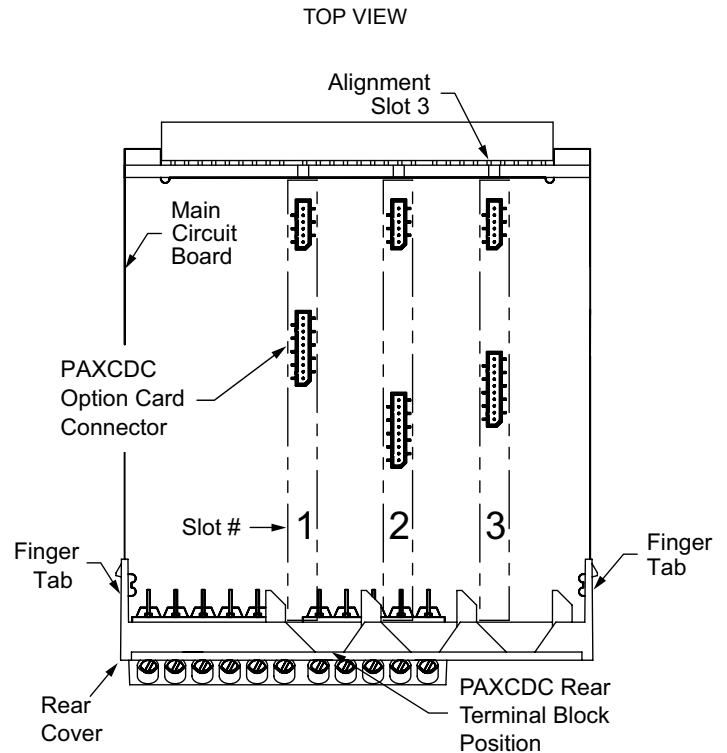 TOP VIEW
Alignment
Slot 3
Main
Circuit
Board
PAXCDC
Option Card
Connector
Slot #
1
2
3
Finger
Tab
Finger
Tab
Rear
Cover
PAXCDC Rear
Terminal Block
Position